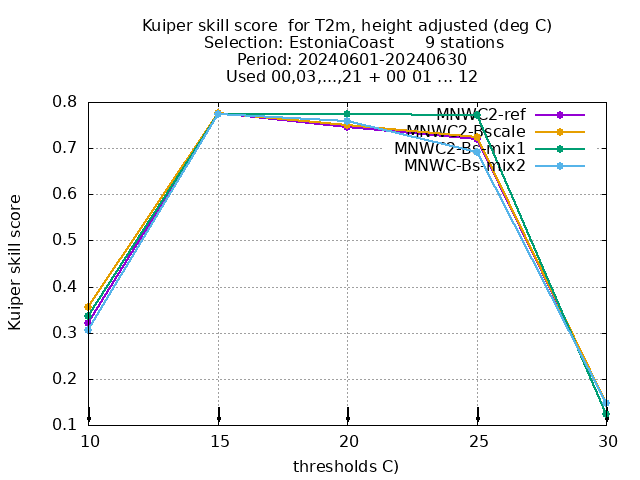 Kuiper skill score  for T2m, height adjusted (deg C)
Selection: EstoniaCoast      9 stations
Period: 20240601-20240630
Used 00,03,...,21 + 00 01 ... 12
MNWC2-ref
MNWC2-Bscale
MNWC2-Bs-mix1
MNWC-Bs-mix2
Kuiper skill score
0.8
0.7
0.6
0.5
0.4
0.3
0.2
0.1
10 15 20 25 30
thresholds C)